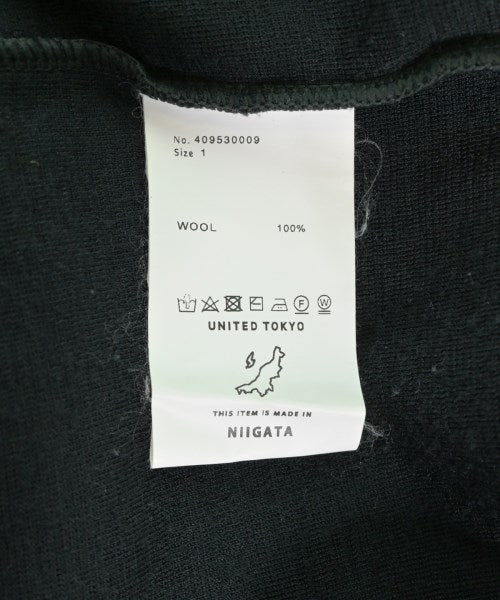 No. 409530009
Size 1
WOOL 100%
F W
UNITED TOKYO
THIS ITEM IS MADE IN
NIIGATA